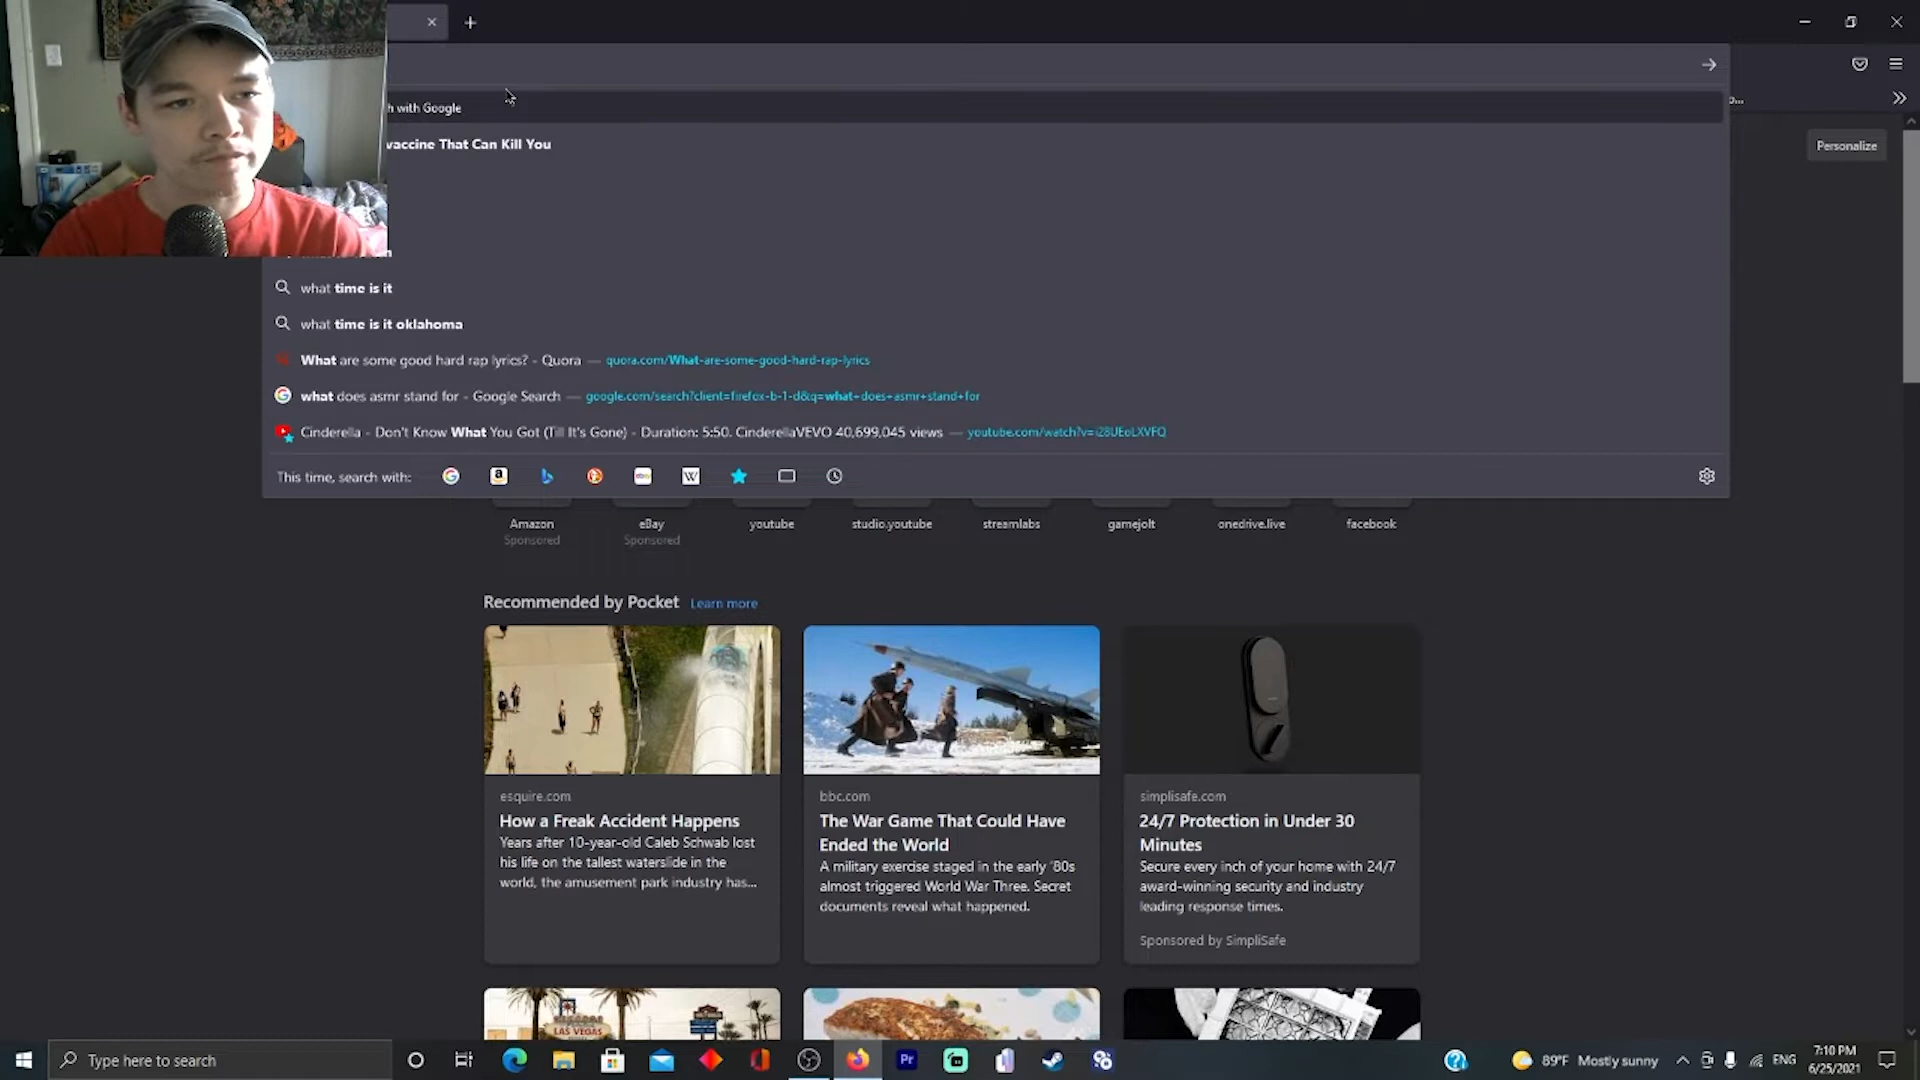 h with Google
vaccine That Can Kill You
what time is it
what time is it oklahoma
What are some good hard rap lyrics? - Quora — quora.com/What-are-some-good-hard-rap-lyrics
what does asmr stand for - Google Search — google.com/search?client=firefox-b-1-d&q=what+does+asmr+stand+for
Cinderella - Don't Know What You Got (Till It's Gone) - Duration: 5:50. CinderellaVEVO 40,699,045 views — youtube.com/watch?v=i28UEoLXVFQ
This time, search with:
Personalize
Amazon
Sponsored
eBay
Sponsored
youtube
studio.youtube
streamlabs
gamejolt
onedrive.live
facebook
Recommended by Pocket Learn more
esquire.com
How a Freak Accident Happens
Years after 10-year-old Caleb Schwab lost
his life on the tallest waterslide in the
world, the amusement park industry has...
bbc.com
The War Game That Could Have
Ended the World
A military exercise staged in the early '80s
almost triggered World War Three. Secret
documents reveal what happened.
simplisafe.com
24/7 Protection in Under 30
Minutes
Secure every inch of your home with 24/7
award-winning security and industry
leading response times.
Sponsored by SimpliSafe
LAS VEGAS
Type here to search
Pr
89°F Mostly sunny
ENG
7:10 PM
6/25/2021